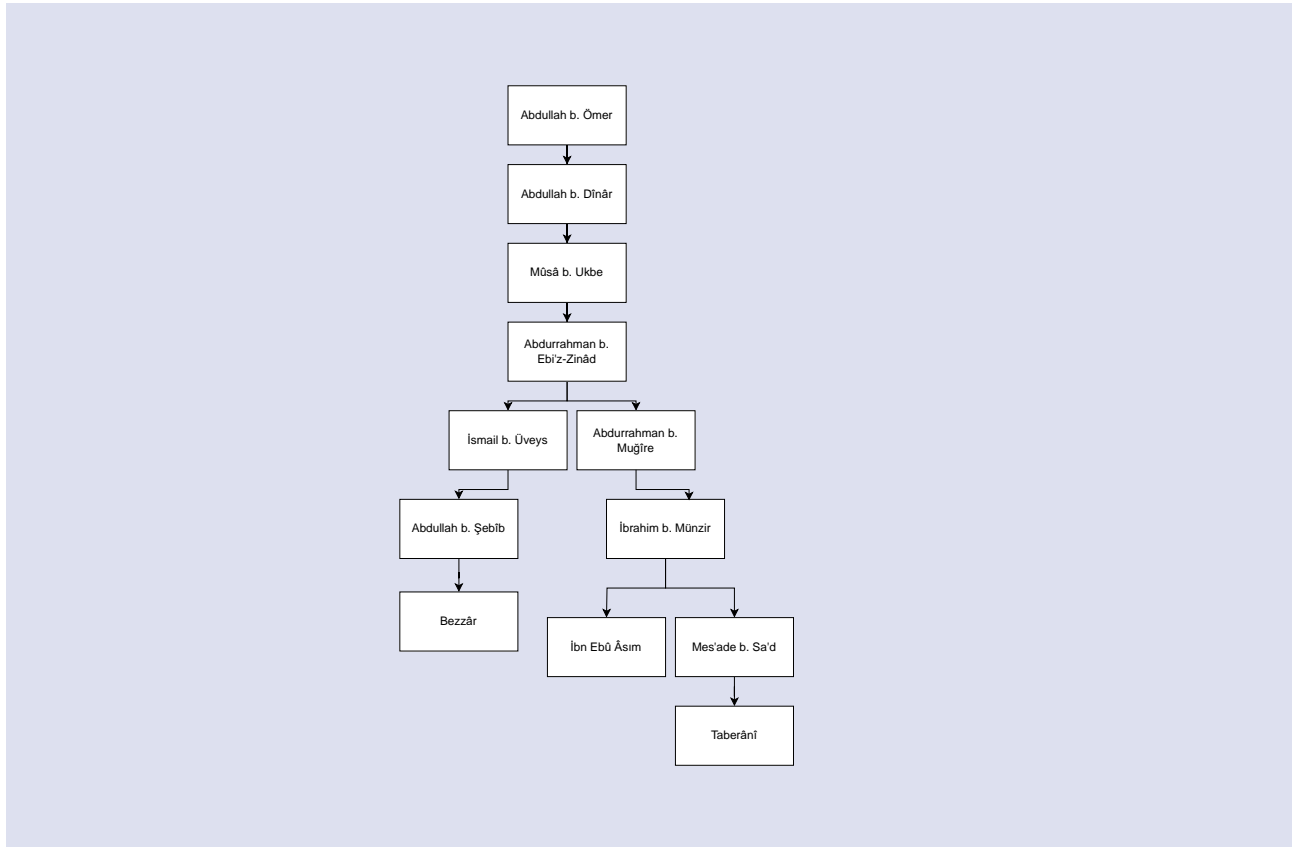 Abdullah b. Ömer
Abdullah b. Dînâr
Mûsâ b. Ukbe
Abdurrahman b.
Ebi'z-Zinâd
İsmail b. Üveys
Abdurrahman b.
Muğîre
Abdullah b. Şebîb
İbrahim b. Münzir
Bezzâr
İbn Ebû Âsım
Mes'ade b. Sa'd
Taberânî